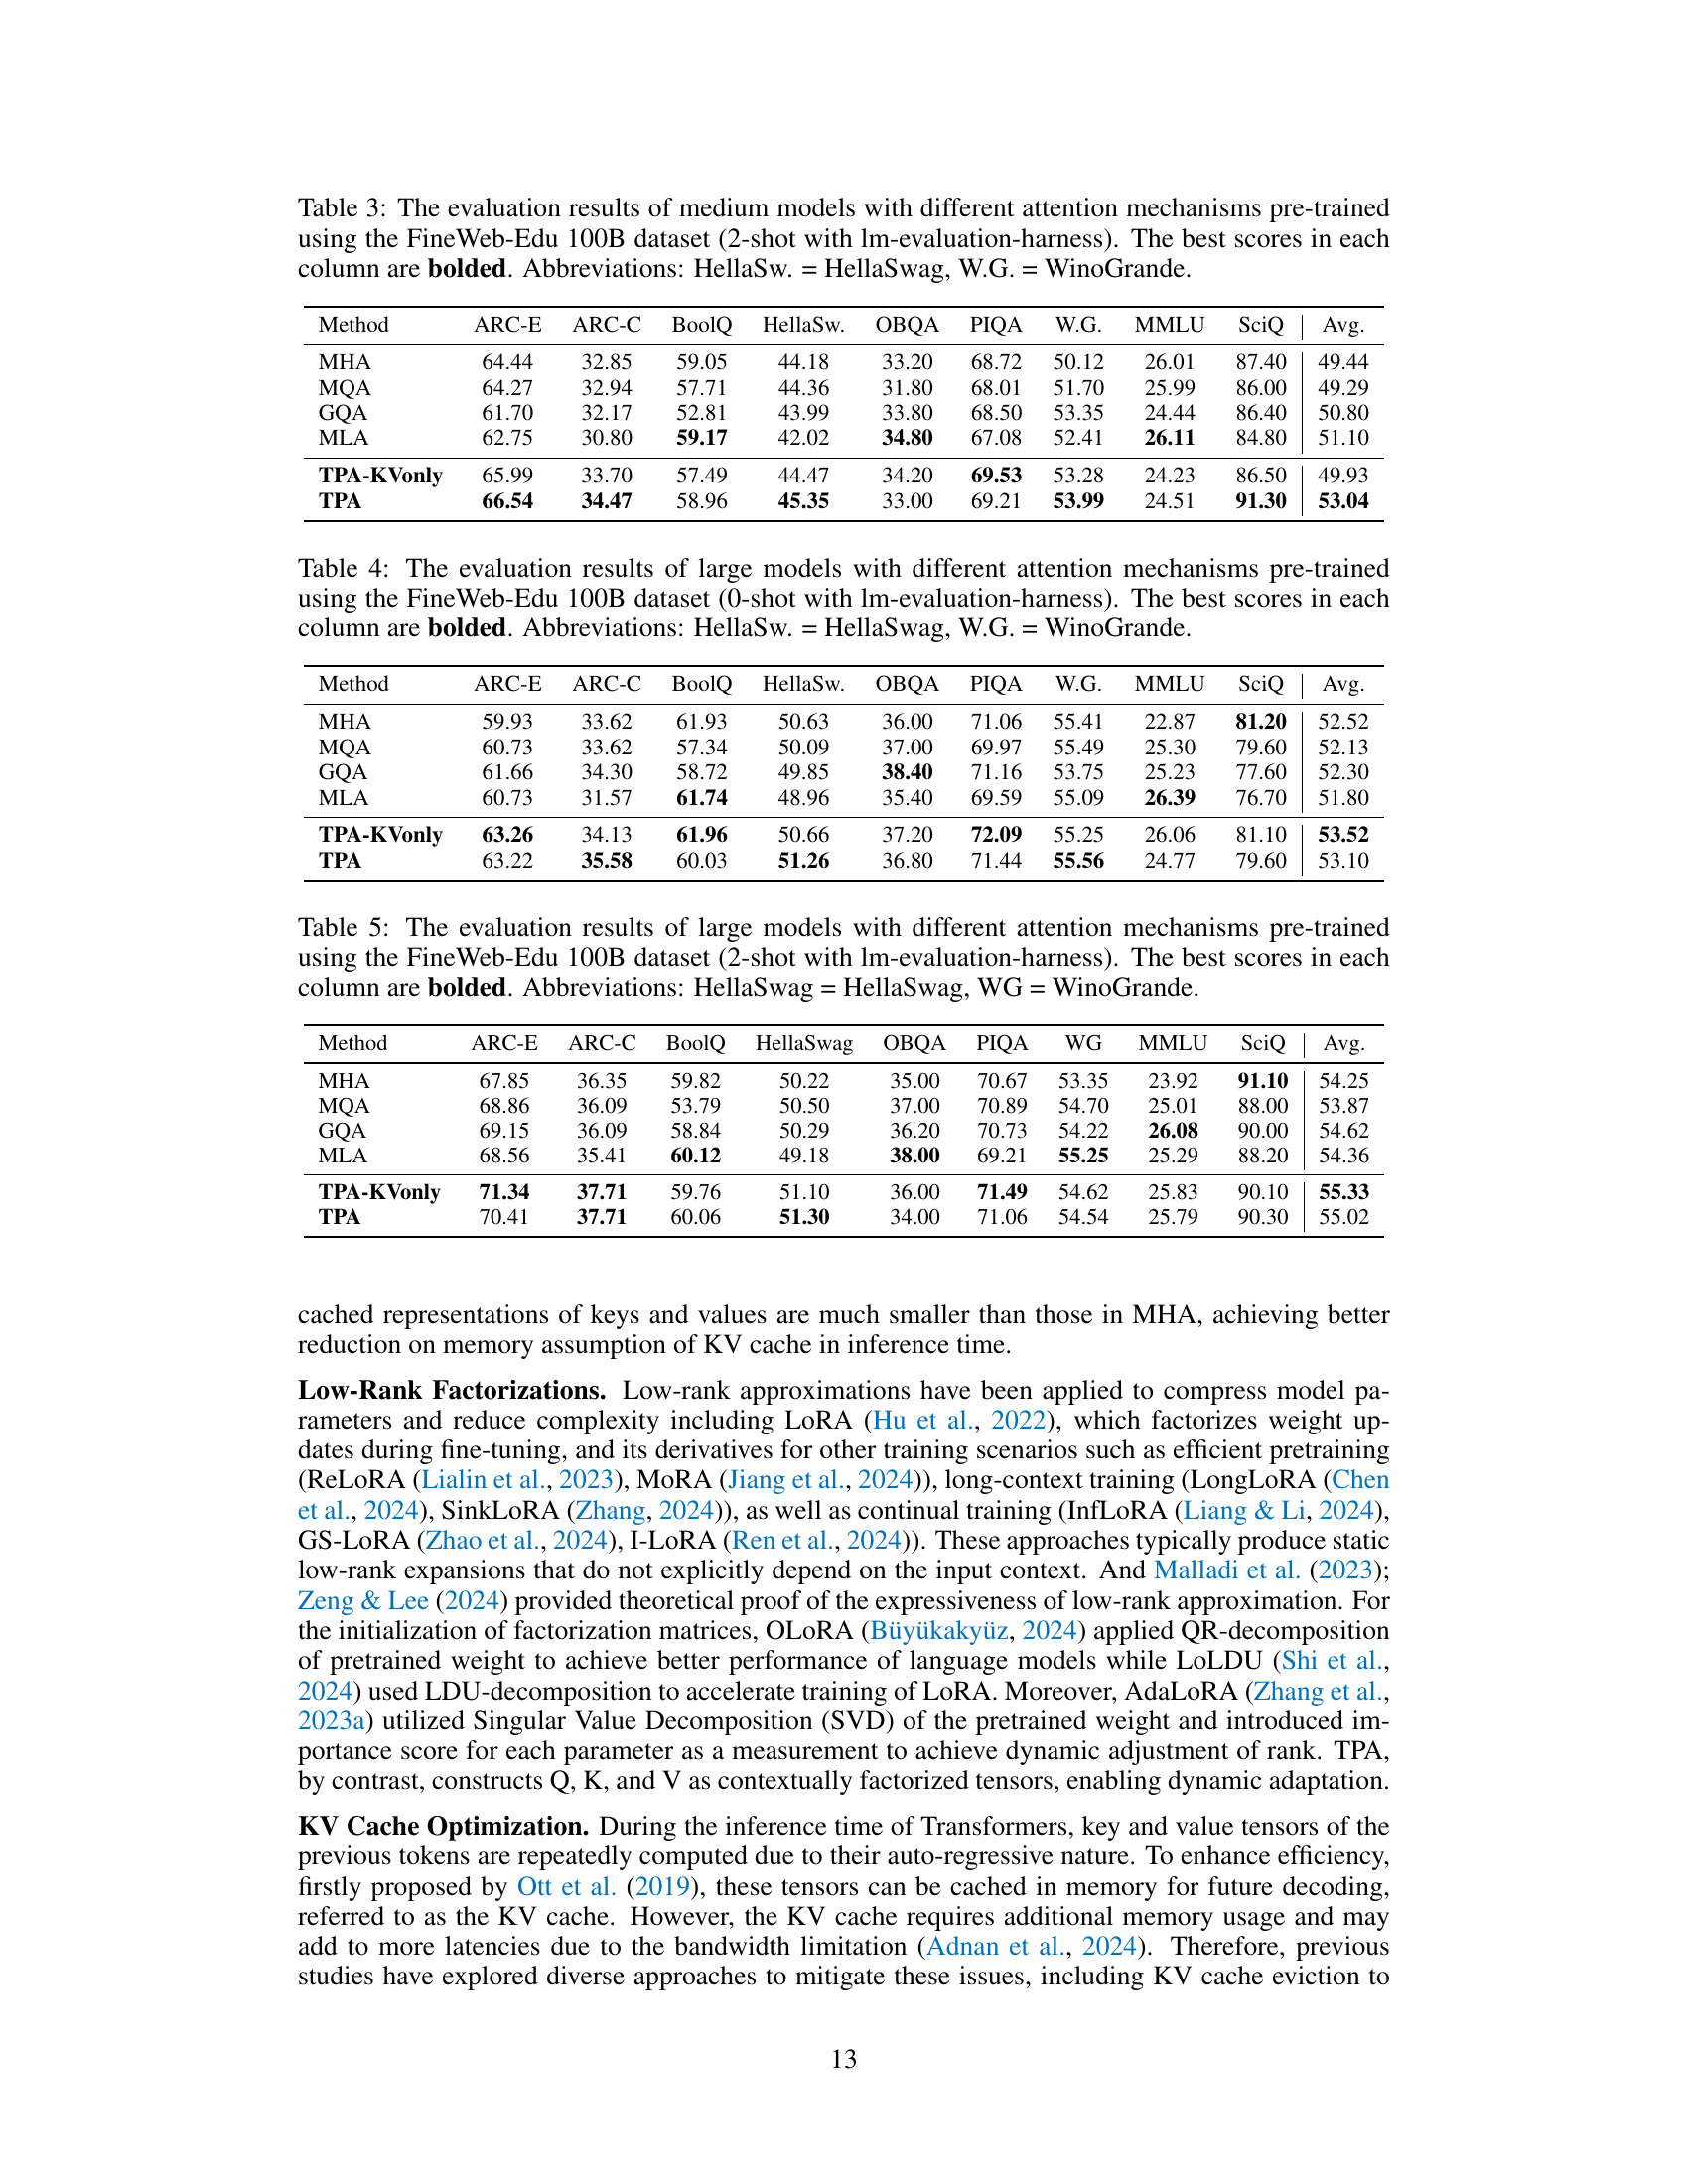 Table 3: The evaluation results of medium models with different attention mechanisms pre-trained
using the FineWeb-Edu 100B dataset (2-shot with lm-evaluation-harness). The best scores in each
column are bolded. Abbreviations: HellaSw. = HellaSwag, W.G. = WinoGrande.
Method ARC-E ARC-C BoolQ HellaSw. OBQA PIQA W.G. MMLU SciQ Avg.
MHA 64.44 32.85 59.05 44.18 33.20 68.72 50.12 26.01 87.40 49.44
MQA 64.27 32.94 57.71 44.36 31.80 68.01 51.70 25.99 86.00 49.29
GQA 61.70 32.17 52.81 43.99 33.80 68.50 53.35 24.44 86.40 50.80
MLA 62.75 30.80 59.17 42.02 34.80 67.08 52.41 26.11 84.80 51.10
TPA-KVonly 65.99 33.70 57.49 44.47 34.20 69.53 53.28 24.23 86.50 49.93
TPA 66.54 34.47 58.96 45.35 33.00 69.21 53.99 24.51 91.30 53.04
Table 4: The evaluation results of large models with different attention mechanisms pre-trained
using the FineWeb-Edu 100B dataset (0-shot with lm-evaluation-harness). The best scores in each
column are bolded. Abbreviations: HellaSw. = HellaSwag, W.G. = WinoGrande.
Method ARC-E ARC-C BoolQ HellaSw. OBQA PIQA W.G. MMLU SciQ Avg.
MHA 59.93 33.62 61.93 50.63 36.00 71.06 55.41 22.87 81.20 52.52
MQA 60.73 33.62 57.34 50.09 37.00 69.97 55.49 25.30 79.60 52.13
GQA 61.66 34.30 58.72 49.85 38.40 71.16 53.75 25.23 77.60 52.30
MLA 60.73 31.57 61.74 48.96 35.40 69.59 55.09 26.39 76.70 51.80
TPA-KVonly 63.26 34.13 61.96 50.66 37.20 72.09 55.25 26.06 81.10 53.52
TPA 63.22 35.58 60.03 51.26 36.80 71.44 55.56 24.77 79.60 53.10
Table 5: The evaluation results of large models with different attention mechanisms pre-trained
using the FineWeb-Edu 100B dataset (2-shot with lm-evaluation-harness). The best scores in each
column are bolded. Abbreviations: HellaSwag = HellaSwag, WG = WinoGrande.
Method ARC-E ARC-C BoolQ HellaSwag OBQA PIQA WG MMLU SciQ Avg.
MHA 67.85 36.35 59.82 50.22 35.00 70.67 53.35 23.92 91.10 54.25
MQA 68.86 36.09 53.79 50.50 37.00 70.89 54.70 25.01 88.00 53.87
GQA 69.15 36.09 58.84 50.29 36.20 70.73 54.22 26.08 90.00 54.62
MLA 68.56 35.41 60.12 49.18 38.00 69.21 55.25 25.29 88.20 54.36
TPA-KVonly 71.34 37.71 59.76 51.10 36.00 71.49 54.62 25.83 90.10 55.33
TPA 70.41 37.71 60.06 51.30 34.00 71.06 54.54 25.79 90.30 55.02
cached representations of keys and values are much smaller than those in MHA, achieving better
reduction on memory assumption of KV cache in inference time.
Low-Rank Factorizations. Low-rank approximations have been applied to compress model pa-
rameters and reduce complexity including LoRA (Hu et al., 2022), which factorizes weight up-
dates during fine-tuning, and its derivatives for other training scenarios such as efficient pretraining
(ReLoRA (Lialin et al., 2023), MoRA (Jiang et al., 2024)), long-context training (LongLoRA (Chen
et al., 2024), SinkLoRA (Zhang, 2024)), as well as continual training (InfLoRA (Liang & Li, 2024),
GS-LoRA (Zhao et al., 2024), I-LoRA (Ren et al., 2024)). These approaches typically produce static
low-rank expansions that do not explicitly depend on the input context. And Malladi et al. (2023);
Zeng & Lee (2024) provided theoretical proof of the expressiveness of low-rank approximation. For
the initialization of factorization matrices, OLoRA (Büyükakyüz, 2024) applied QR-decomposition
of pretrained weight to achieve better performance of language models while LoLDU (Shi et al.,
2024) used LDU-decomposition to accelerate training of LoRA. Moreover, AdaLoRA (Zhang et al.,
2023a) utilized Singular Value Decomposition (SVD) of the pretrained weight and introduced im-
portance score for each parameter as a measurement to achieve dynamic adjustment of rank. TPA,
by contrast, constructs Q, K, and V as contextually factorized tensors, enabling dynamic adaptation.
KV Cache Optimization. During the inference time of Transformers, key and value tensors of the
previous tokens are repeatedly computed due to their auto-regressive nature. To enhance efficiency,
firstly proposed by Ott et al. (2019), these tensors can be cached in memory for future decoding,
referred to as the KV cache. However, the KV cache requires additional memory usage and may
add to more latencies due to the bandwidth limitation (Adnan et al., 2024). Therefore, previous
studies have explored diverse approaches to mitigate these issues, including KV cache eviction to
13